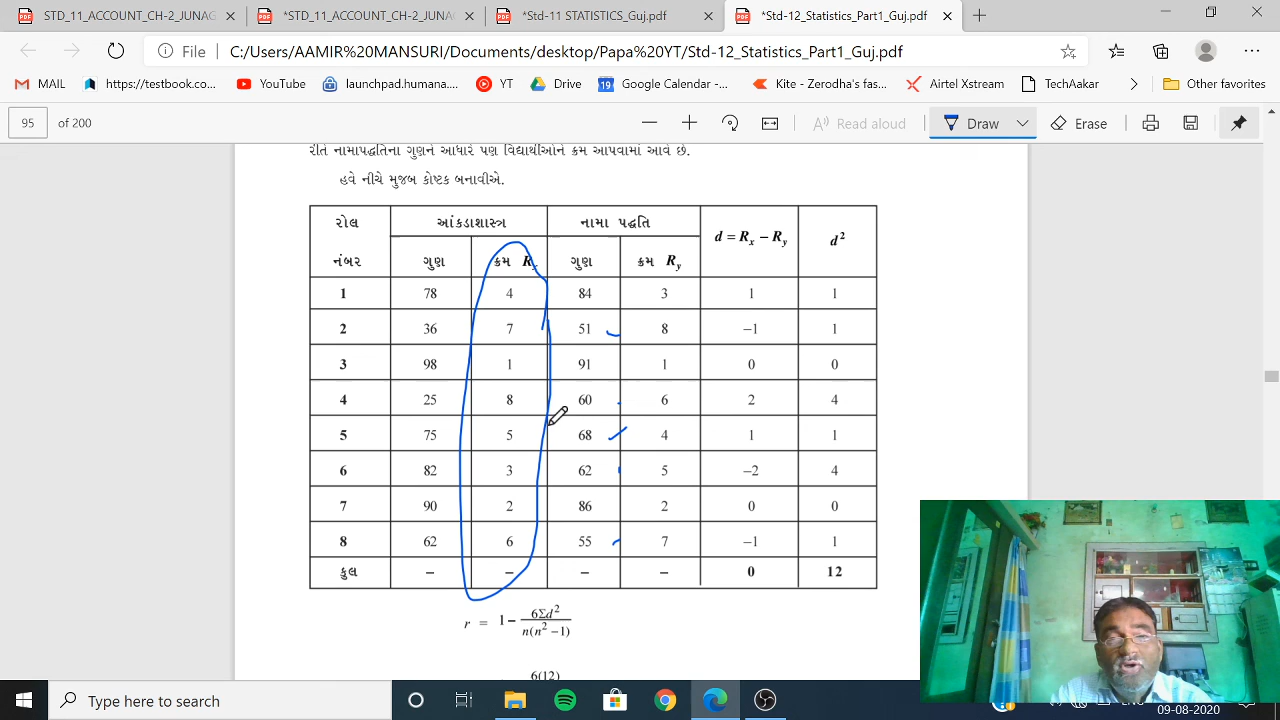 *STD_11_ACCOUNT_CH-2_JUNAG
*STD_11_ACCOUNT_CH-2_JUNAG
*Std-11 STATISTICS_Guj.pdf
*Std-12_Statistics_Part1_Guj.pdf
File C:/Users/AAMIR%20MANSURI/Documents/desktop/Papa%20YT/Std-12_Statistics_Part1_Guj.pdf
MAIL https://testbook.co... YouTube launchpad.howtotr... YT Drive Google Calendar - ... Kite - Zerodha's fas... Airtel Xstream TechAakar Other favorites
95 of 200 Read aloud Draw Erase
રીતે નામાપદ્ધતિના ગુણને આધારે પણ વિદ્યાર્થીઓને ક્રમ આપવામાં આવે છે.
હવે નીચે મુજબ કોષ્ટક બનાવીએ.
રોલ આંકડાશાસ્ત્ર નામા પદ્ધતિ d = Rx − Ry d²
નંબર ગુણ ક્રમ Rx ગુણ ક્રમ Ry
1 78 4 84 3 1 1
2 36 7 51 8 −1 1
3 98 1 91 1 0 0
4 25 8 60 6 2 4
5 75 5 68 4 1 1
6 82 3 62 5 −2 4
7 90 2 86 2 0 0
8 62 6 55 7 −1 1
કુલ − − − − 0 12
r = 1 − 6Σd² / n(n² −1)
6(12)
Type here to search
ENG
09-08-2020